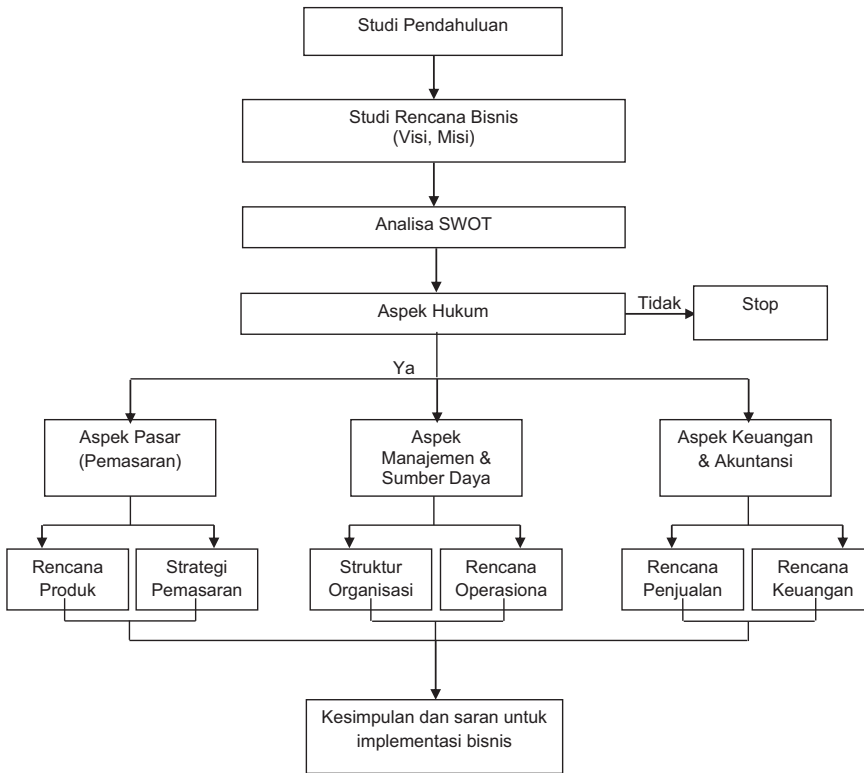 Studi Pendahuluan
Studi Rencana Bisnis
(Visi, Misi)
Analisa SWOT
Aspek Hukum
Tidak
Stop
Ya
Aspek Pasar
(Pemasaran)
Aspek
Manajemen &
Sumber Daya
Aspek Keuangan
& Akuntansi
Rencana
Produk
Strategi
Pemasaran
Struktur
Organisasi
Rencana
Operasiona
Rencana
Penjualan
Rencana
Keuangan
Kesimpulan dan saran untuk
implementasi bisnis